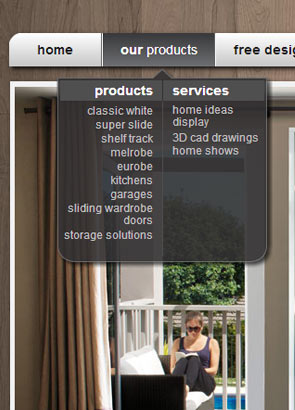 home
our products
free desi
products
classic white
super slide
shelf track
melrobe
eurobe
kitchens
garages
sliding wardrobe
doors
storage solutions
services
home ideas
display
3D cad drawings
home shows